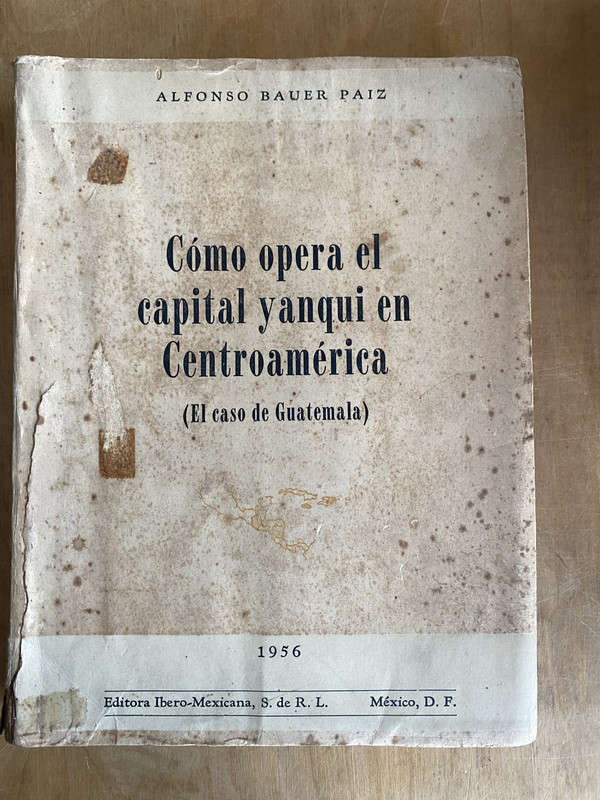 ALFONSO BAUER PAIZ
Cómo opera el
capital yanqui en
Centroamérica
(El caso de Guatemala)
1956
Editora Ibero-Mexicana, S. de R. L. México, D. F.